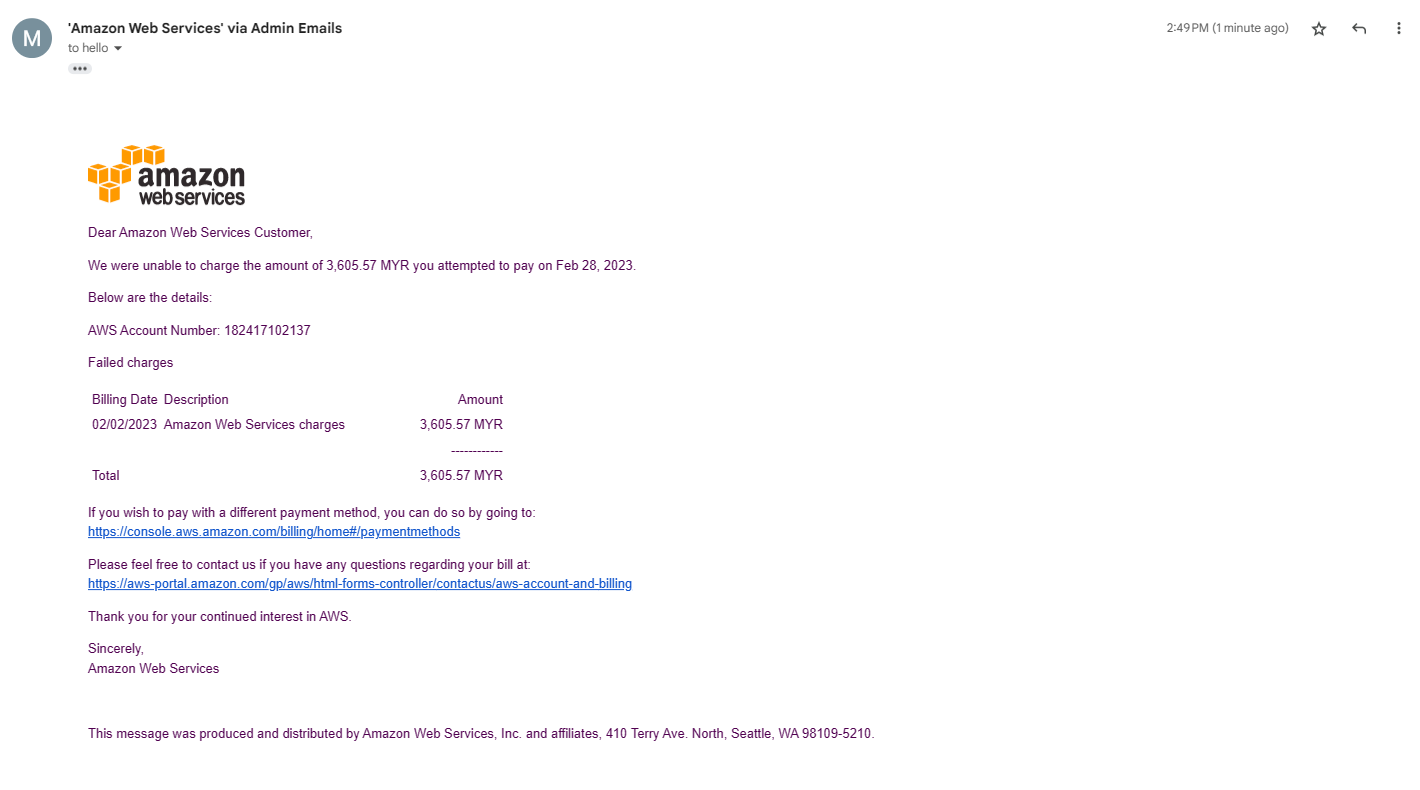 M
'Amazon Web Services' via Admin Emails
2:49 PM (1 minute ago)
to hello
amazon
web services
Dear Amazon Web Services Customer,
We were unable to charge the amount of 3,605.57 MYR you attempted to pay on Feb 28, 2023.
Below are the details:
AWS Account Number: 182417102137
Failed charges
Billing Date Description Amount
02/02/2023 Amazon Web Services charges 3,605.57 MYR
------------
Total 3,605.57 MYR
If you wish to pay with a different payment method, you can do so by going to:
https://console.aws.amazon.com/billing/home#/paymentmethods
Please feel free to contact us if you have any questions regarding your bill at:
https://aws-portal.amazon.com/gp/aws/html-forms-controller/contactus/aws-account-and-billing
Thank you for your continued interest in AWS.
Sincerely,
Amazon Web Services
This message was produced and distributed by Amazon Web Services, Inc. and affiliates, 410 Terry Ave. North, Seattle, WA 98109-5210.